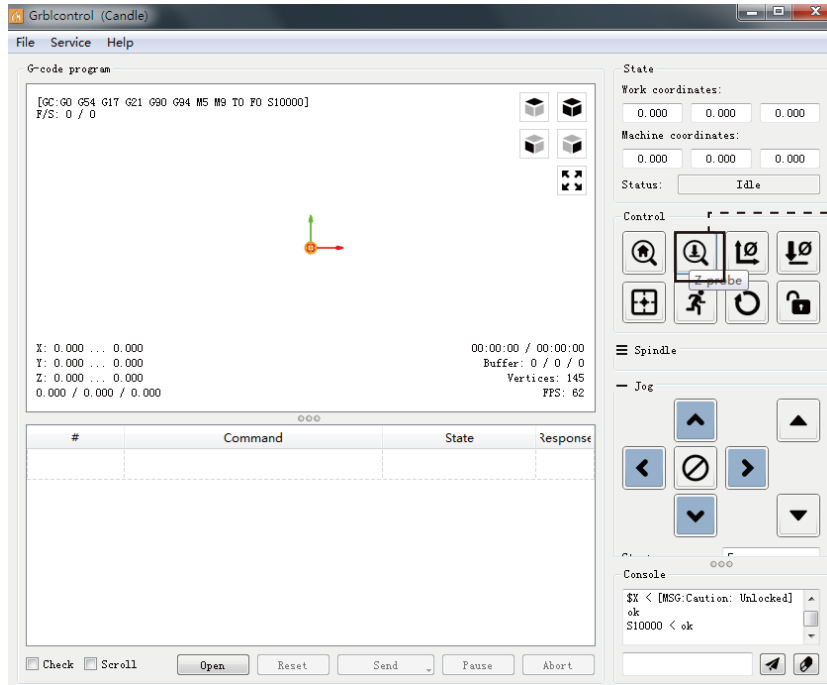 Grblcontrol (Candle)
File Service Help
G-code program
[GC:G0 G54 G17 G21 G90 G94 M5 M9 T0 F0 S10000]
F/S: 0 / 0
X: 0.000 ... 0.000
Y: 0.000 ... 0.000
Z: 0.000 ... 0.000
0.000 / 0.000 / 0.000
00:00:00 / 00:00:00
Buffer: 0 / 0 / 0
Vertices: 145
FPS: 62
# Command State Response
Check Scroll Open Reset Send Pause Abort
State
Work coordinates:
0.000 0.000 0.000
Machine coordinates:
0.000 0.000 0.000
Status: Idle
Control
Z-probe
Spindle
Jog
Console
$X < [MSG:Caution: Unlocked]
ok
S10000 < ok